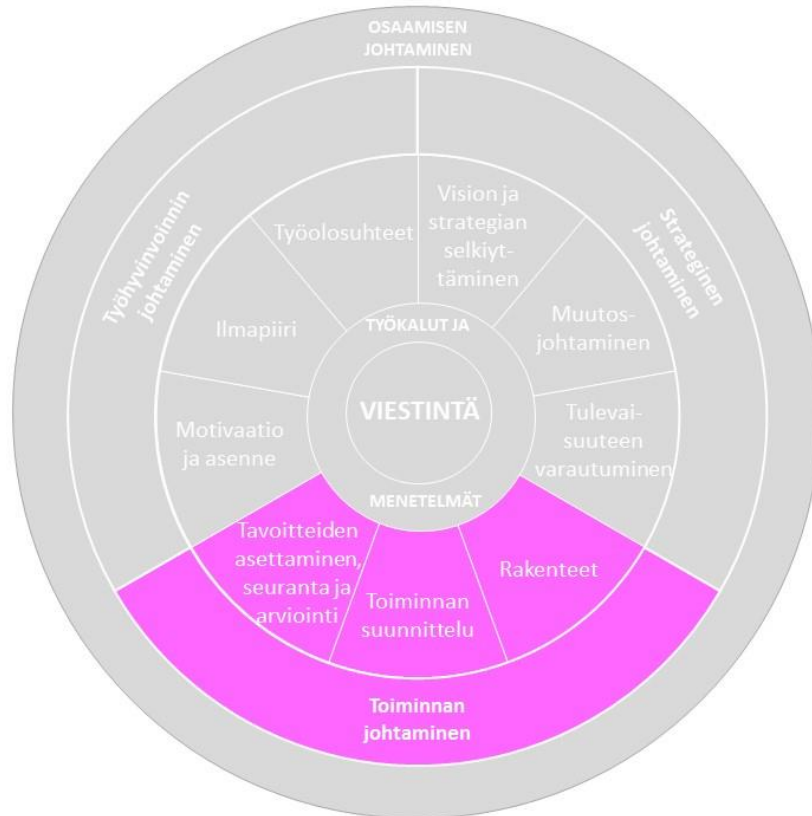 OSAAMISEN
JOHTAMINEN
Työhyvinvoinnin
johtaminen
Strateginen
johtaminen
Työolosuhteet
Vision ja
strategian
selkiyt-
täminen
Ilmapiiri
Muutos-
johtaminen
Motivaatio
ja asenne
Tulevai-
suuteen
varautuminen
TYÖKALUT JA
VIESTINTÄ
MENETELMÄT
Tavoitteiden
asettaminen,
seuranta ja
arviointi
Toiminnan
suunnittelu
Rakenteet
Toiminnan
johtaminen